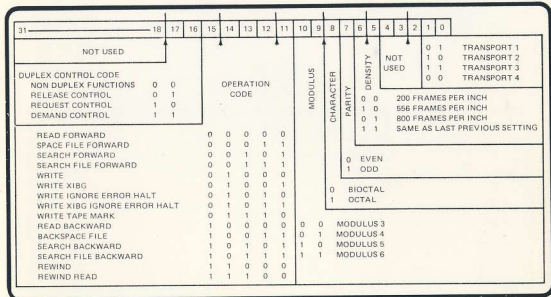 31 18 17 16 15 14 13 12 11 10 9 8 7 6 5 4 3 2 1 0
NOT USED
DUPLEX CONTROL CODE
NON DUPLEX FUNCTIONS 0 0
RELEASE CONTROL 0 1
REQUEST CONTROL 1 0
DEMAND CONTROL 1 1
OPERATION
CODE
MODULUS
CHARACTER
PARITY
DENSITY
NOT
USED
0 1 TRANSPORT 1
1 0 TRANSPORT 2
1 1 TRANSPORT 3
0 0 TRANSPORT 4
0 0 200 FRAMES PER INCH
1 0 556 FRAMES PER INCH
0 1 800 FRAMES PER INCH
1 1 SAME AS LAST PREVIOUS SETTING
0 EVEN
1 ODD
0 BIOCTAL
1 OCTAL
READ FORWARD 0 0 0 0 0
SPACE FILE FORWARD 0 0 0 1 1
SEARCH FORWARD 0 0 1 0 1
SEARCH FILE FORWARD 0 0 1 1 1
WRITE 0 1 0 0 0
WRITE XIBG 0 1 0 0 1
WRITE IGNORE ERROR HALT 0 1 0 1 0
WRITE XIBG IGNORE ERROR HALT 0 1 0 1 1
WRITE TAPE MARK 0 1 1 1 0
READ BACKWARD 1 0 0 0 0
BACKSPACE FILE 1 0 0 1 1
SEARCH BACKWARD 1 0 1 0 1
SEARCH FILE BACKWARD 1 0 1 1 1
REWIND 1 1 0 0 0
REWIND READ 1 1 1 0 0
0 0 MODULUS 3
0 1 MODULUS 4
1 0 MODULUS 5
1 1 MODULUS 6